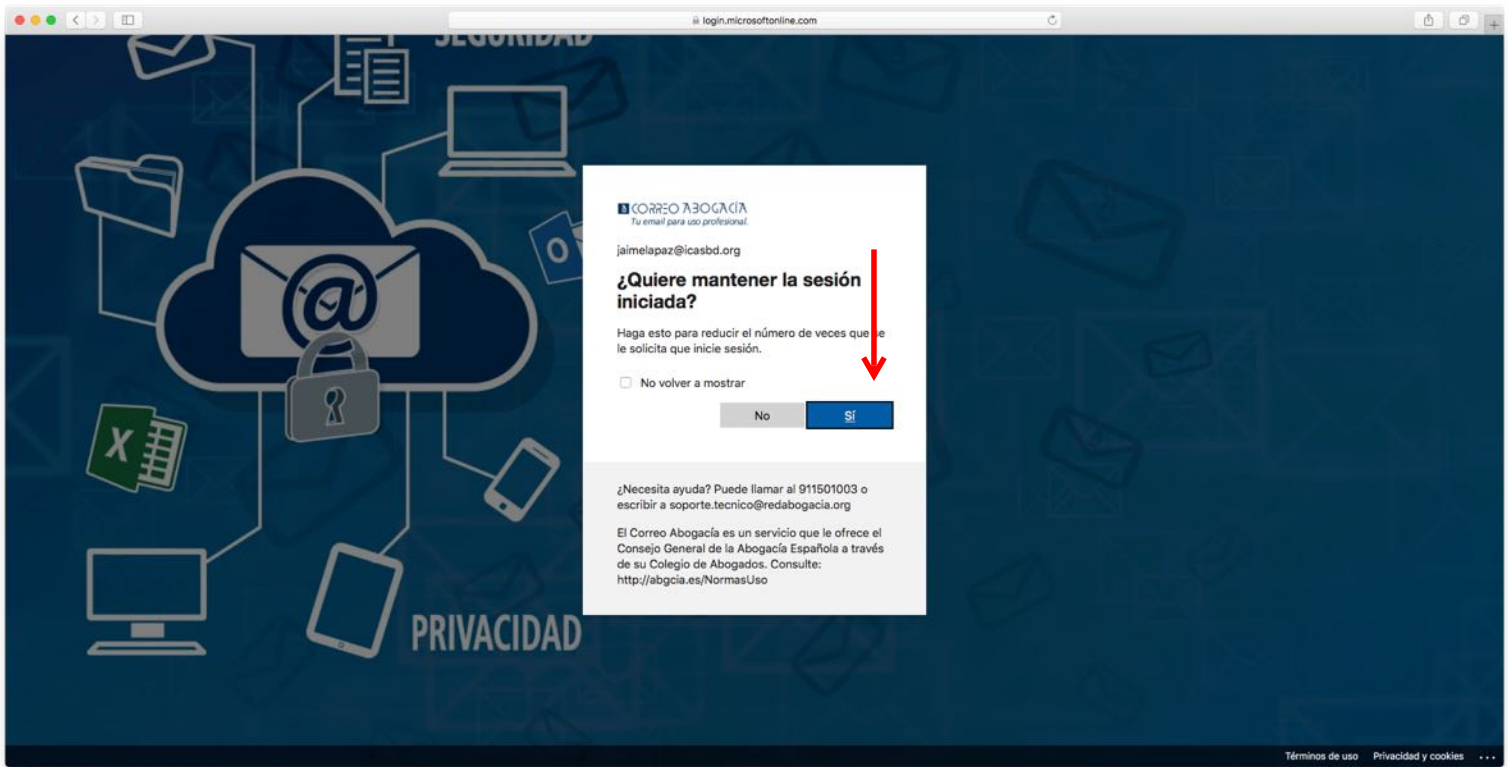 login.microsoftonline.com
SEGURIDAD
CORREO ABOGACÍA
Tu email para uso profesional.
jaimelapaz@icasbd.org
¿Quiere mantener la sesión
iniciada?
Haga esto para reducir el número de veces que se
le solicita que inicie sesión.
No volver a mostrar
No
Sí
¿Necesita ayuda? Puede llamar al 911501003 o
escribir a soporte.tecnico@redabogacia.org
El Correo Abogacía es un servicio que le ofrece el
Consejo General de la Abogacía Española a través
de su Colegio de Abogados. Consulte:
http://abgcia.es/NormasUso
PRIVACIDAD
Términos de uso
Privacidad y cookies